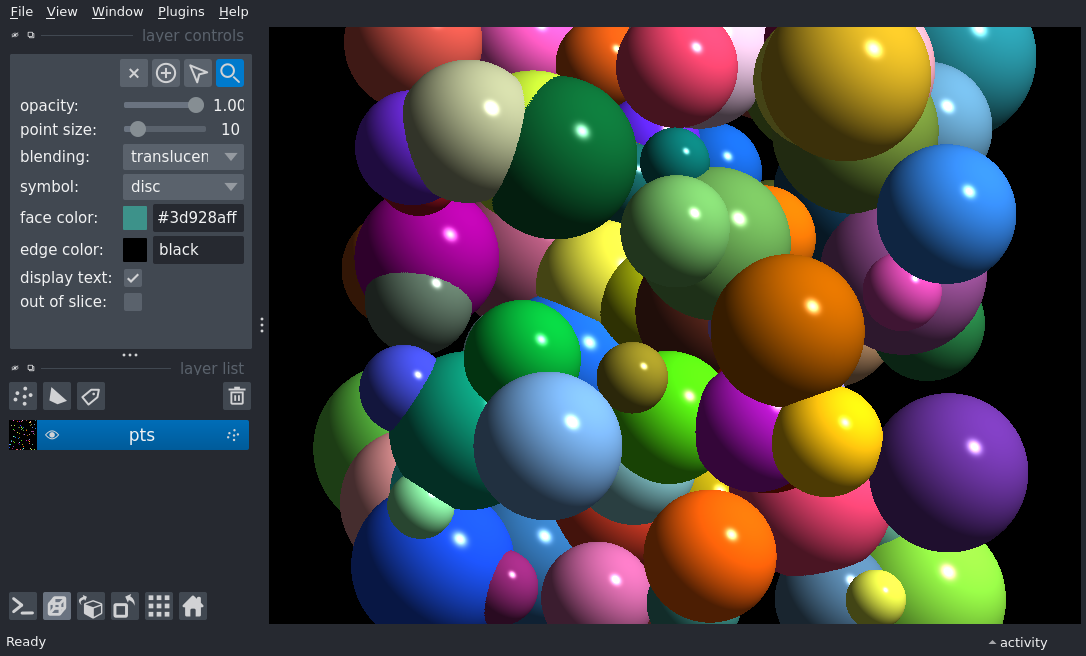 File View Window Plugins Help
layer controls
opacity: 1.00
point size: 10
blending: translucen
symbol: disc
face color: #3d928aff
edge color: black
display text:
out of slice:
layer list
pts
Ready
activity